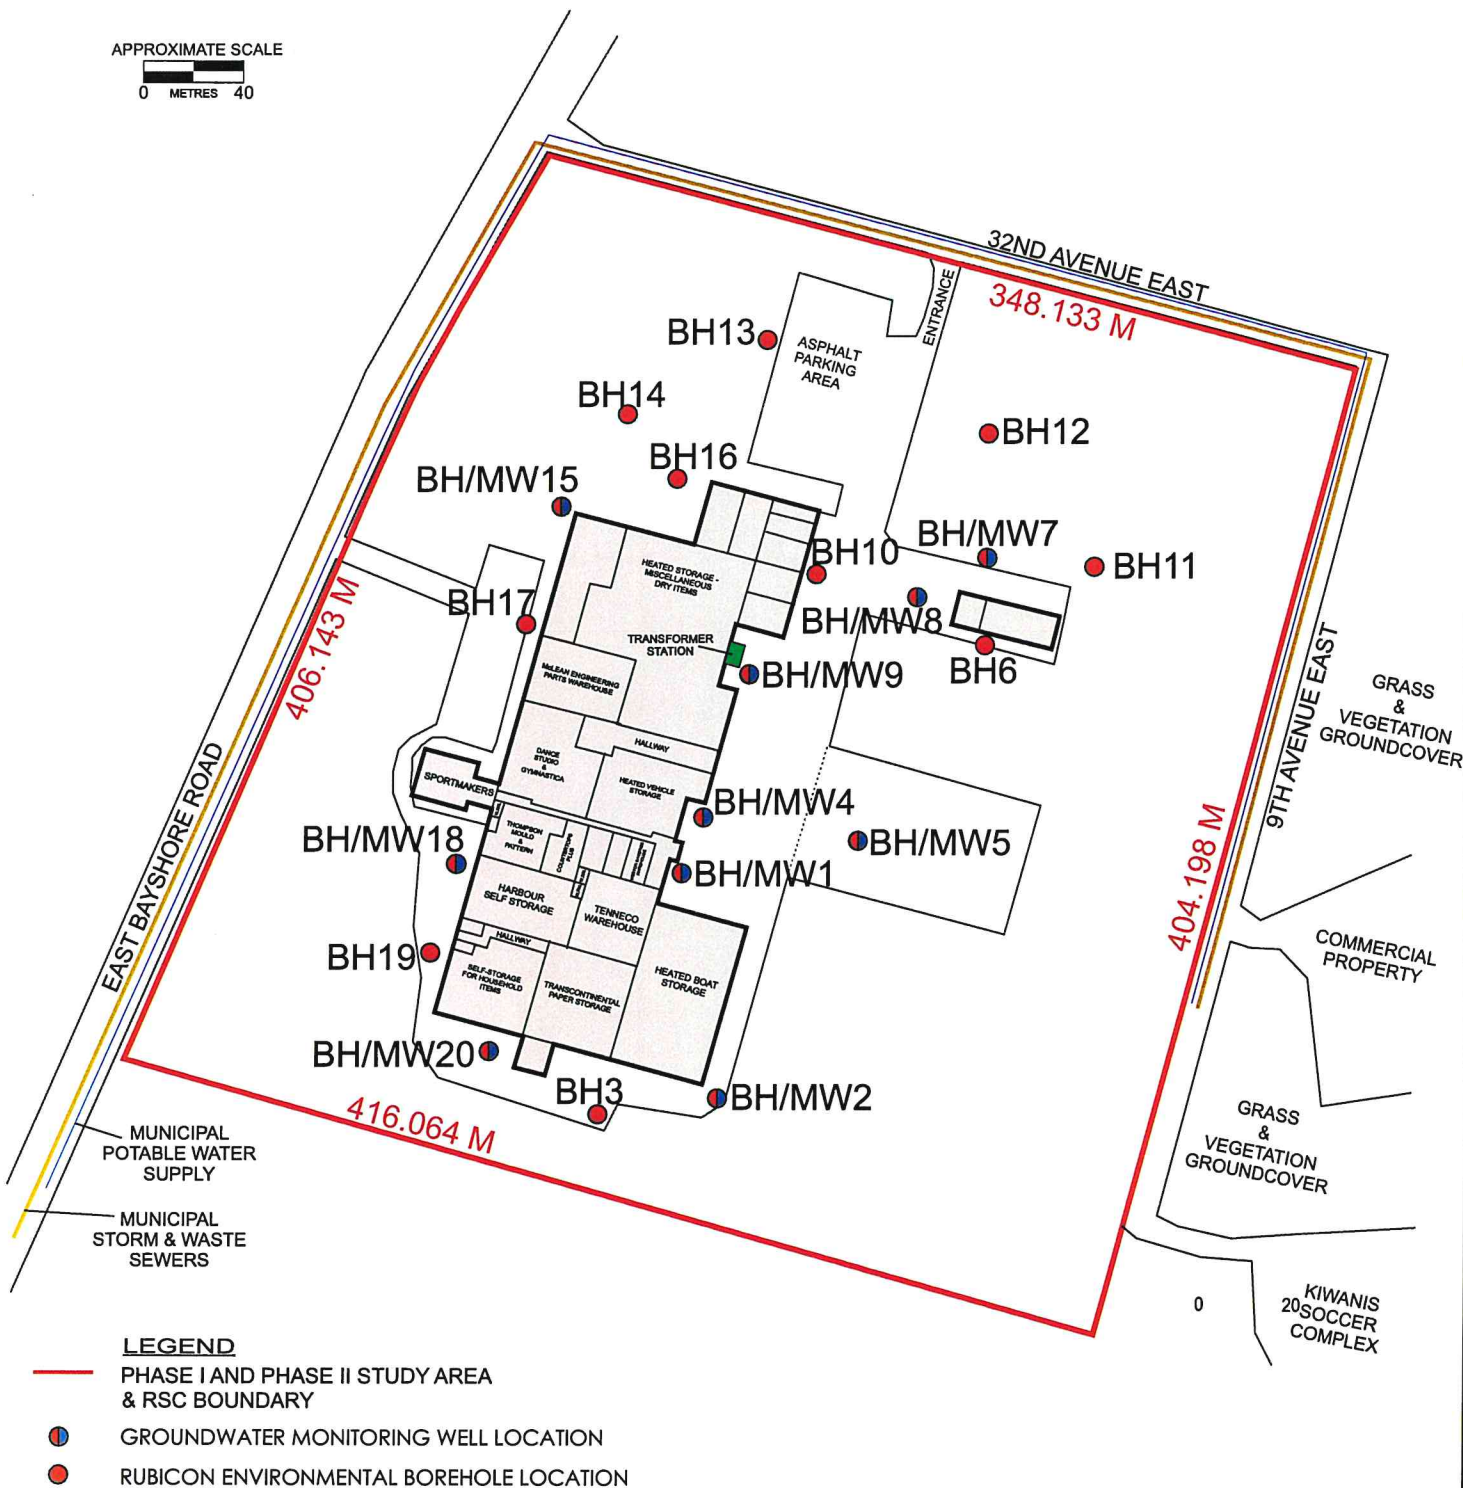 APPROXIMATE SCALE
0 METRES 40
32ND AVENUE EAST
348.133 M
ENTRANCE
BH13
ASPHALT
PARKING
AREA
BH14
BH12
BH16
BH/MW15
BH/MW7
BH10
BH11
HEATED STORAGE -
MISCELLANEOUS
DRY ITEMS
BH17
BH/MW8
TRANSFORMER
STATION
BH6
BH/MW9
McLEAN ENGINEERING
PARTS WAREHOUSE
406.143 M
9TH AVENUE EAST
GRASS
&
VEGETATION
GROUNDCOVER
HALLWAY
DANCE
STUDIO
&
GYMNASTICA
SPORTMAKERS
HEATED VEHICLE
STORAGE
EAST BAYSHORE ROAD
BH/MW4
BH/MW18
THOMPSON
MOULD
&
PATTERN
COUNTERTOPS
PLUS
BH/MW5
BH/MW1
404.198 M
HARBOUR
SELF STORAGE
TENNECO
WAREHOUSE
HALLWAY
BH19
COMMERCIAL
PROPERTY
SELF-STORAGE
FOR HOUSEHOLD
ITEMS
TRANSCONTINENTAL
PAPER STORAGE
HEATED BOAT
STORAGE
BH/MW20
BH3
BH/MW2
416.064 M
GRASS
&
VEGETATION
GROUNDCOVER
MUNICIPAL
POTABLE WATER
SUPPLY
MUNICIPAL
STORM & WASTE
SEWERS
0
20
KIWANIS
SOCCER
COMPLEX
LEGEND
PHASE I AND PHASE II STUDY AREA
& RSC BOUNDARY
GROUNDWATER MONITORING WELL LOCATION
RUBICON ENVIRONMENTAL BOREHOLE LOCATION